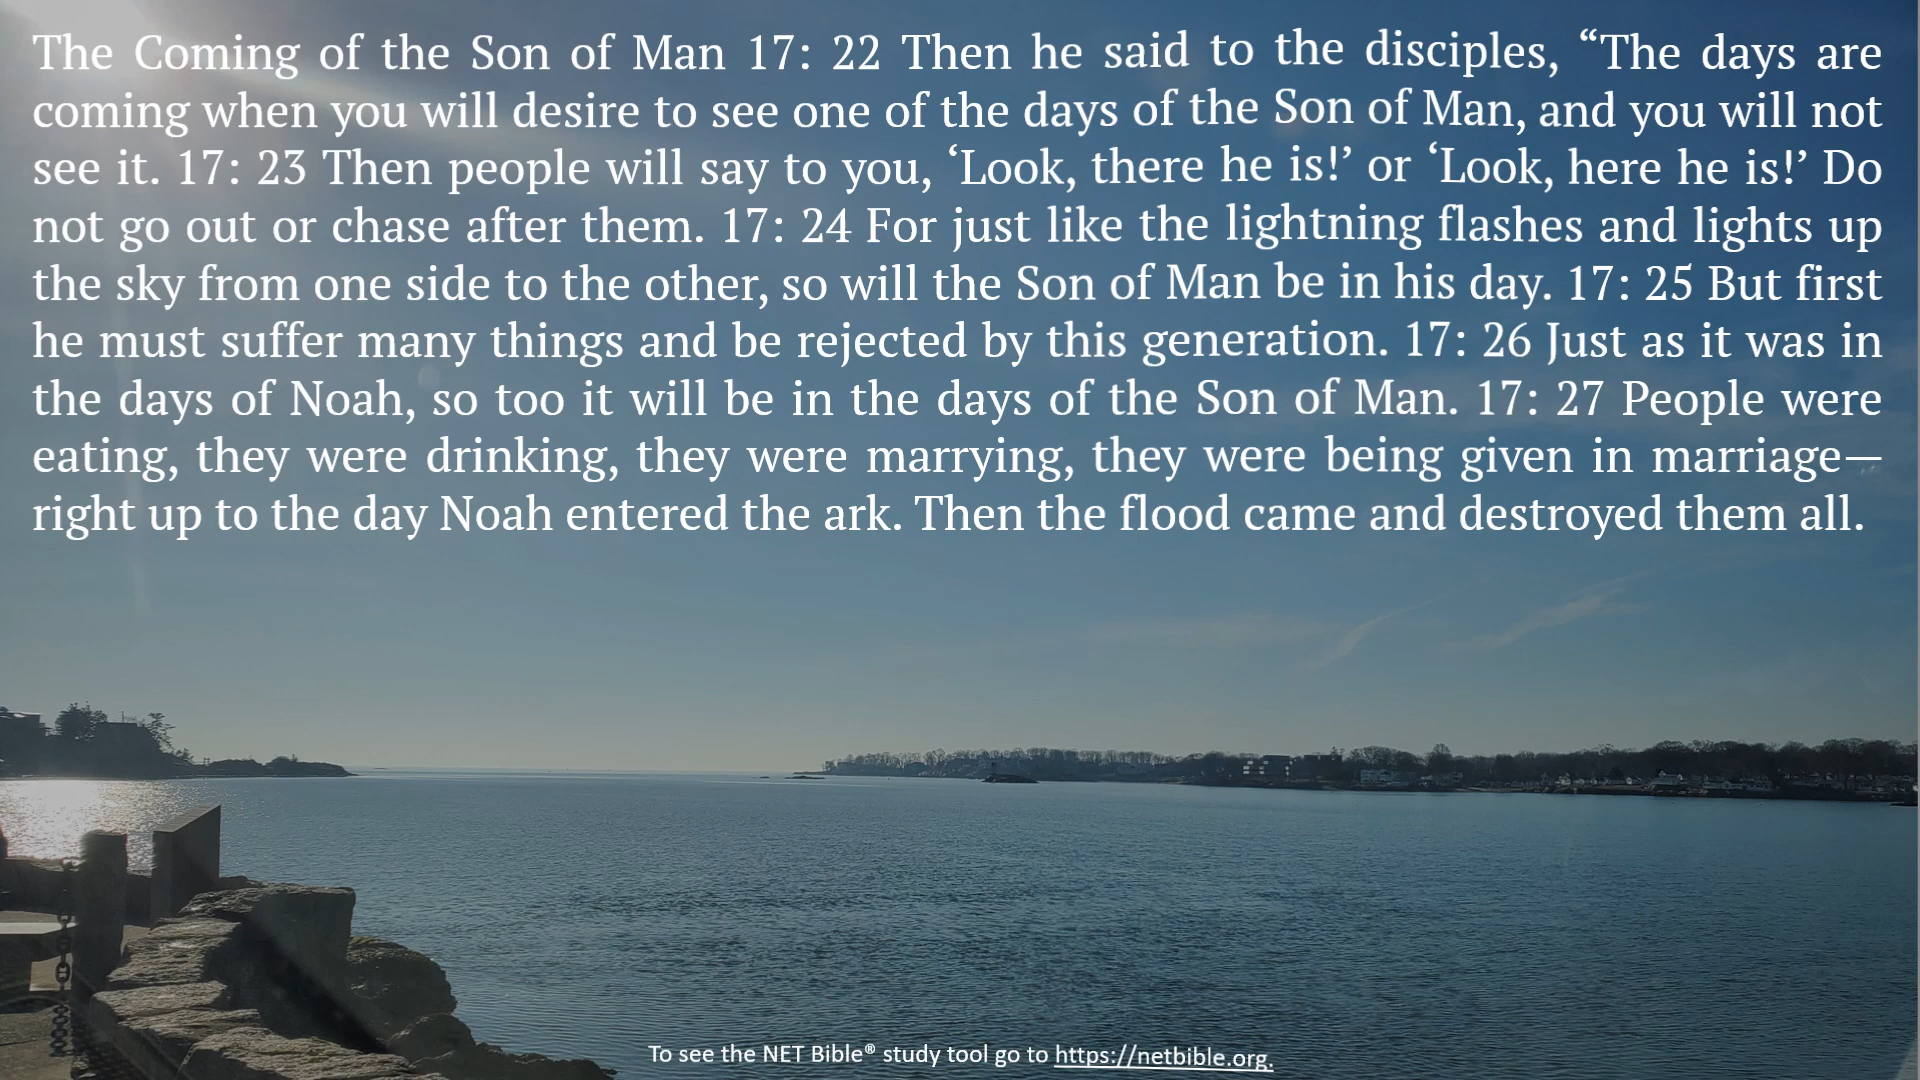 The Coming of the Son of Man 17: 22 Then he said to the disciples, “The days are
coming when you will desire to see one of the days of the Son of Man, and you will not
see it. 17: 23 Then people will say to you, ‘Look, there he is!’ or ‘Look, here he is!’ Do
not go out or chase after them. 17: 24 For just like the lightning flashes and lights up
the sky from one side to the other, so will the Son of Man be in his day. 17: 25 But first
he must suffer many things and be rejected by this generation. 17: 26 Just as it was in
the days of Noah, so too it will be in the days of the Son of Man. 17: 27 People were
eating, they were drinking, they were marrying, they were being given in marriage—
right up to the day Noah entered the ark. Then the flood came and destroyed them all.
To see the NET Bible® study tool go to https://netbible.org.